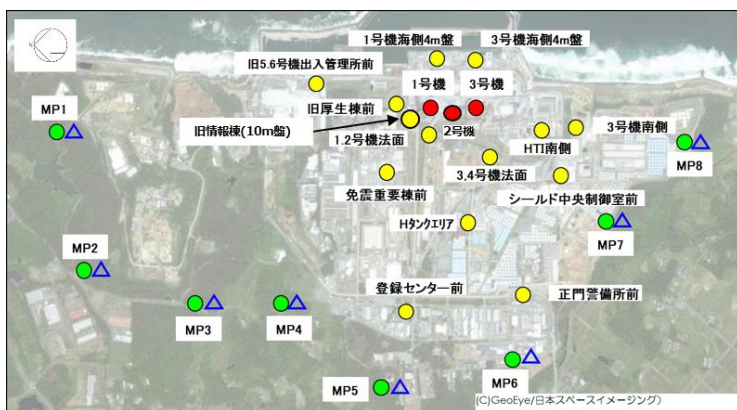 N
1号機海側4m盤
3号機海側4m盤
旧5.6号機出入管理所前
1号機
3号機
MP1
旧厚生棟前
旧情報棟(10m盤)
1.2号機法面
2号機
HTI南側
3号機南側
MP8
3.4号機法面
免震重要棟前
シールド中央制御室前
Hタンクエリア
MP7
MP2
登録センター前
正門警備所前
MP3
MP4
MP5
MP6
(C)GeoEye/日本スペースイメージング）